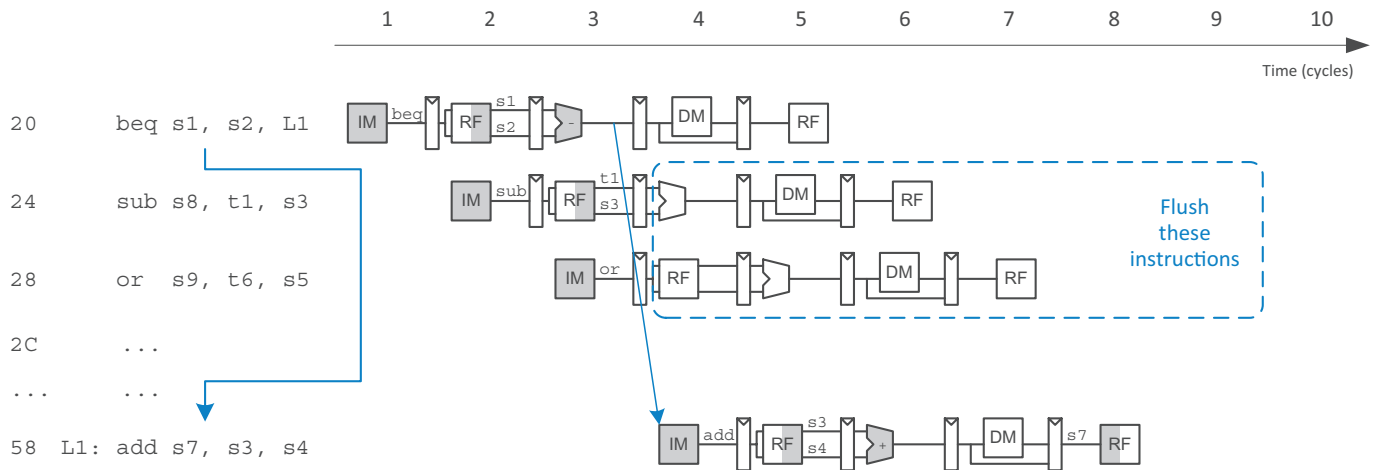 1 2 3 4 5 6 7 8 9 10
Time (cycles)
20 beq s1, s2, L1 IM beq RF s1 s2 - DM RF
24 sub s8, t1, s3 IM sub RF t1 s3 DM RF
Flush
these
instructions
28 or s9, t6, s5 IM or RF DM RF
2C ...
... ...
58 L1: add s7, s3, s4 IM add RF s3 s4 + DM s7 RF